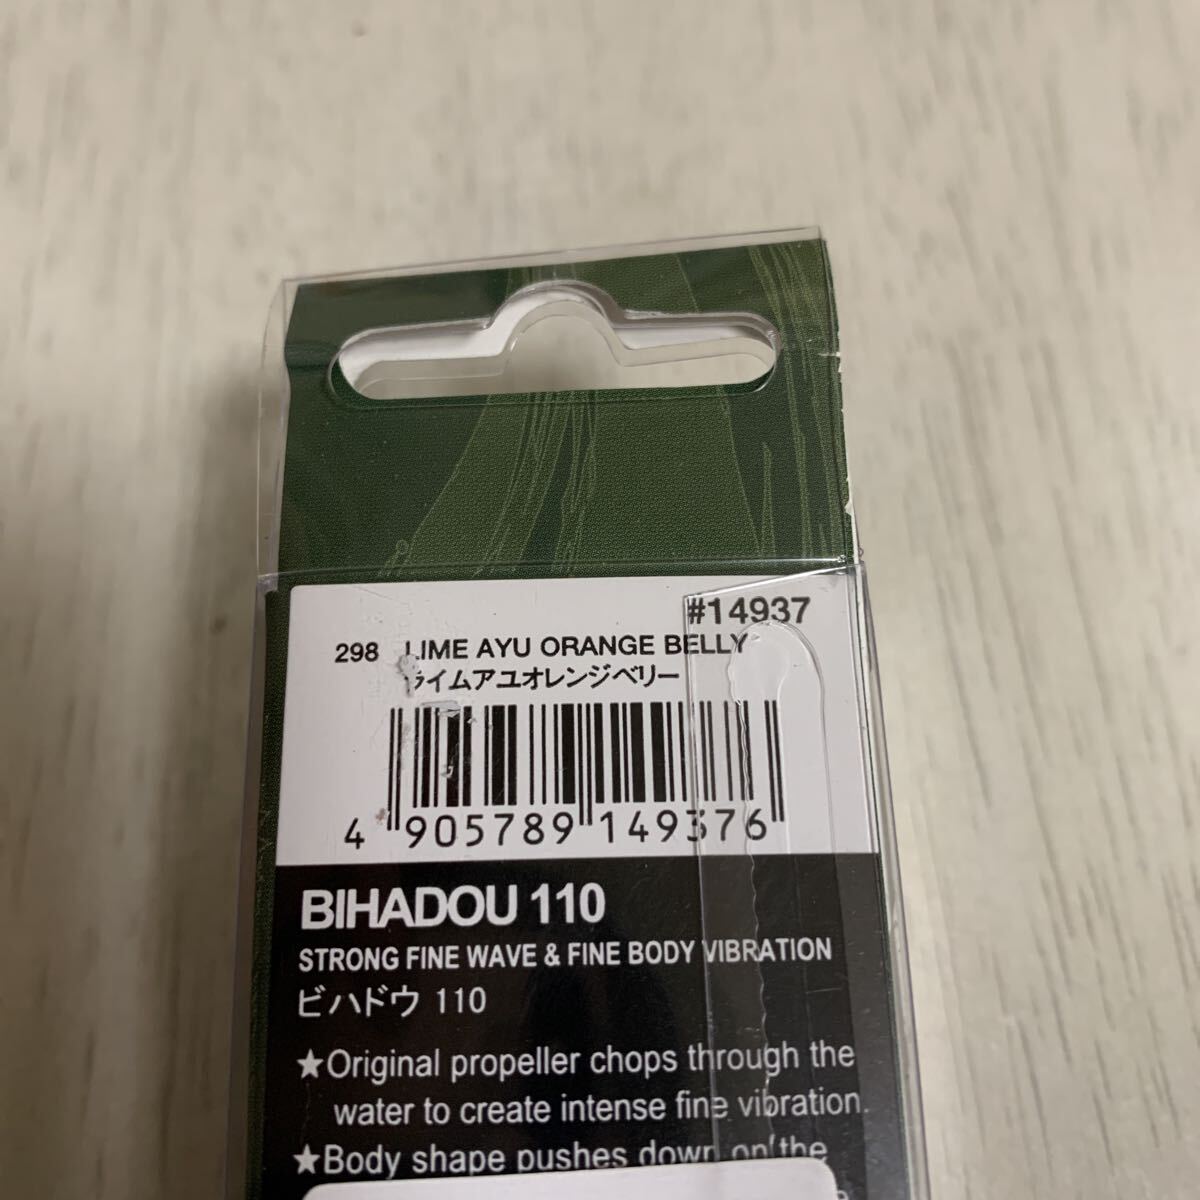 #14937
298 LIME AYU ORANGE BELLY
ライムアユオレンジベリー
4 905789 149376
BIHADOU 110
STRONG FINE WAVE & FINE BODY VIBRATION
ビハドウ 110
★Original propeller chops through the
water to create intense fine vibration.
★Body shape pushes down on the